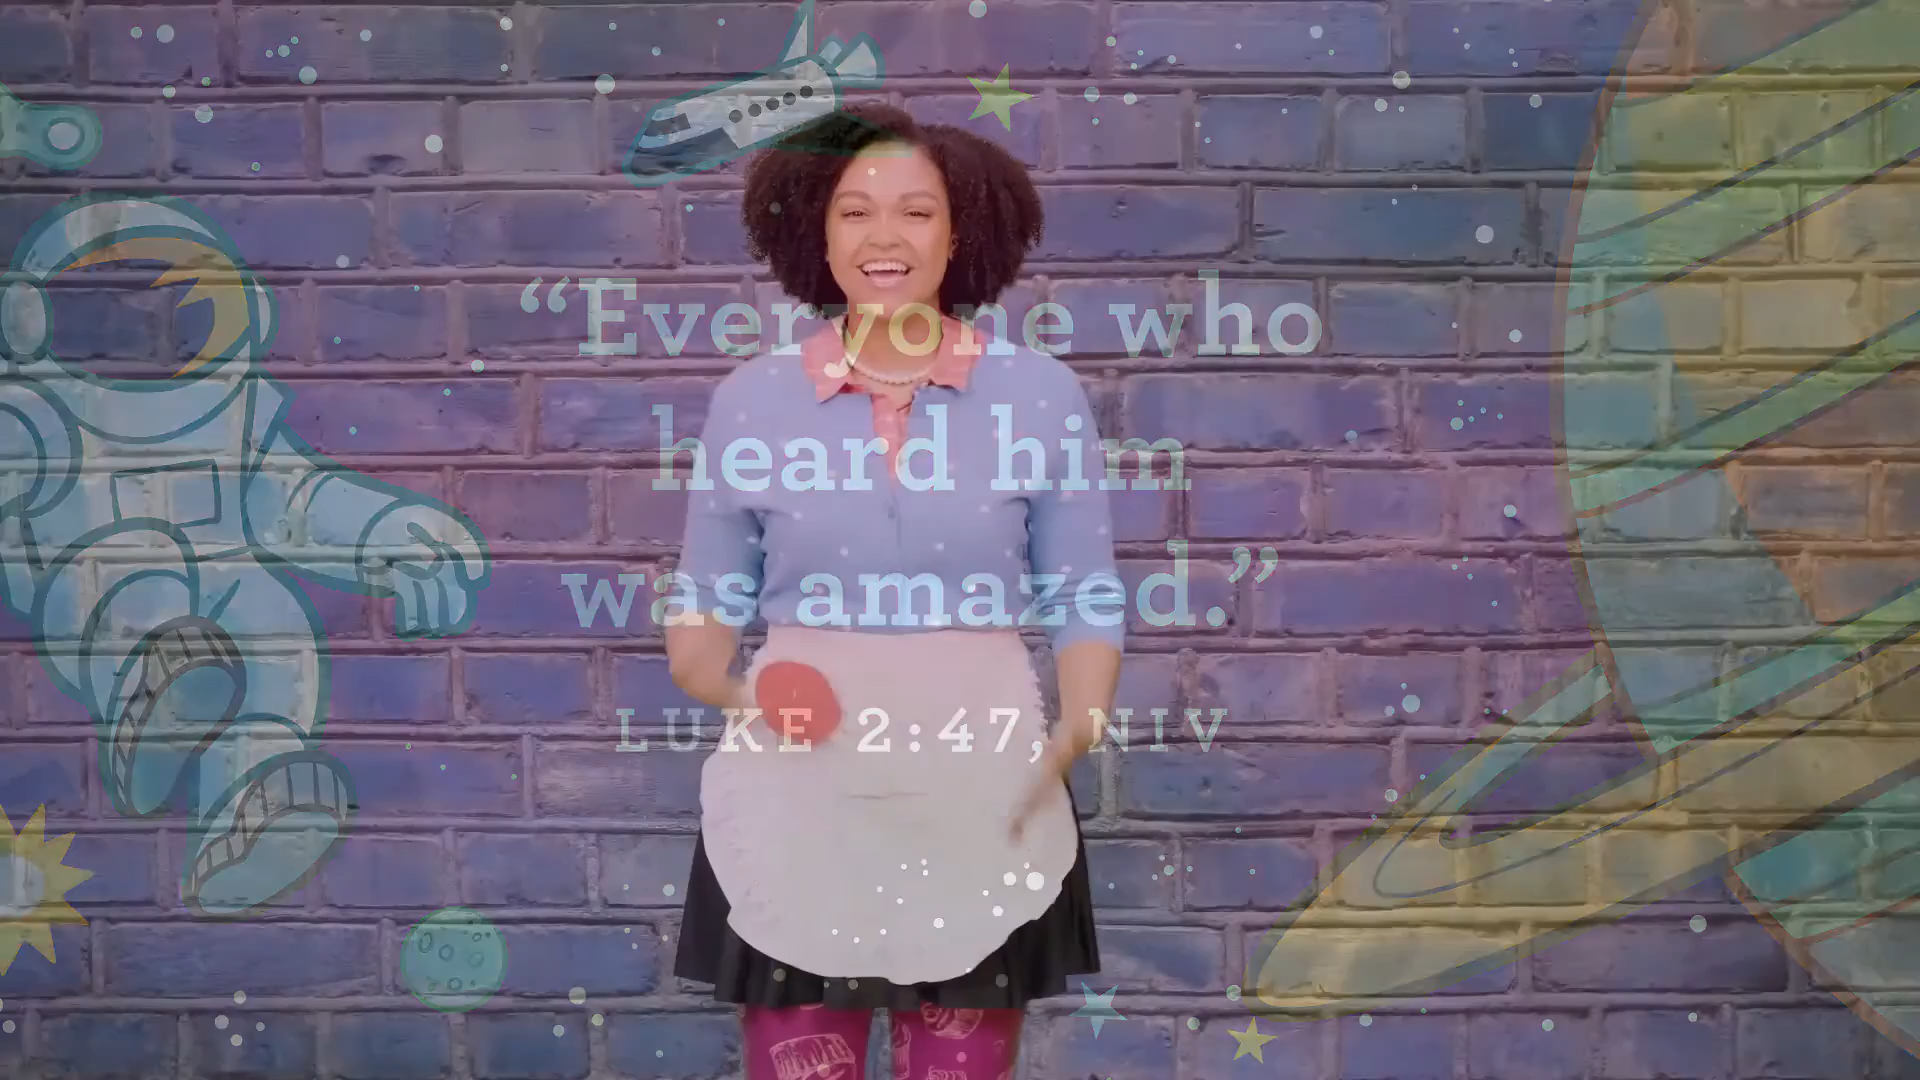 “Everyone who
heard him
was amazed.”
LUKE 2:47, NIV